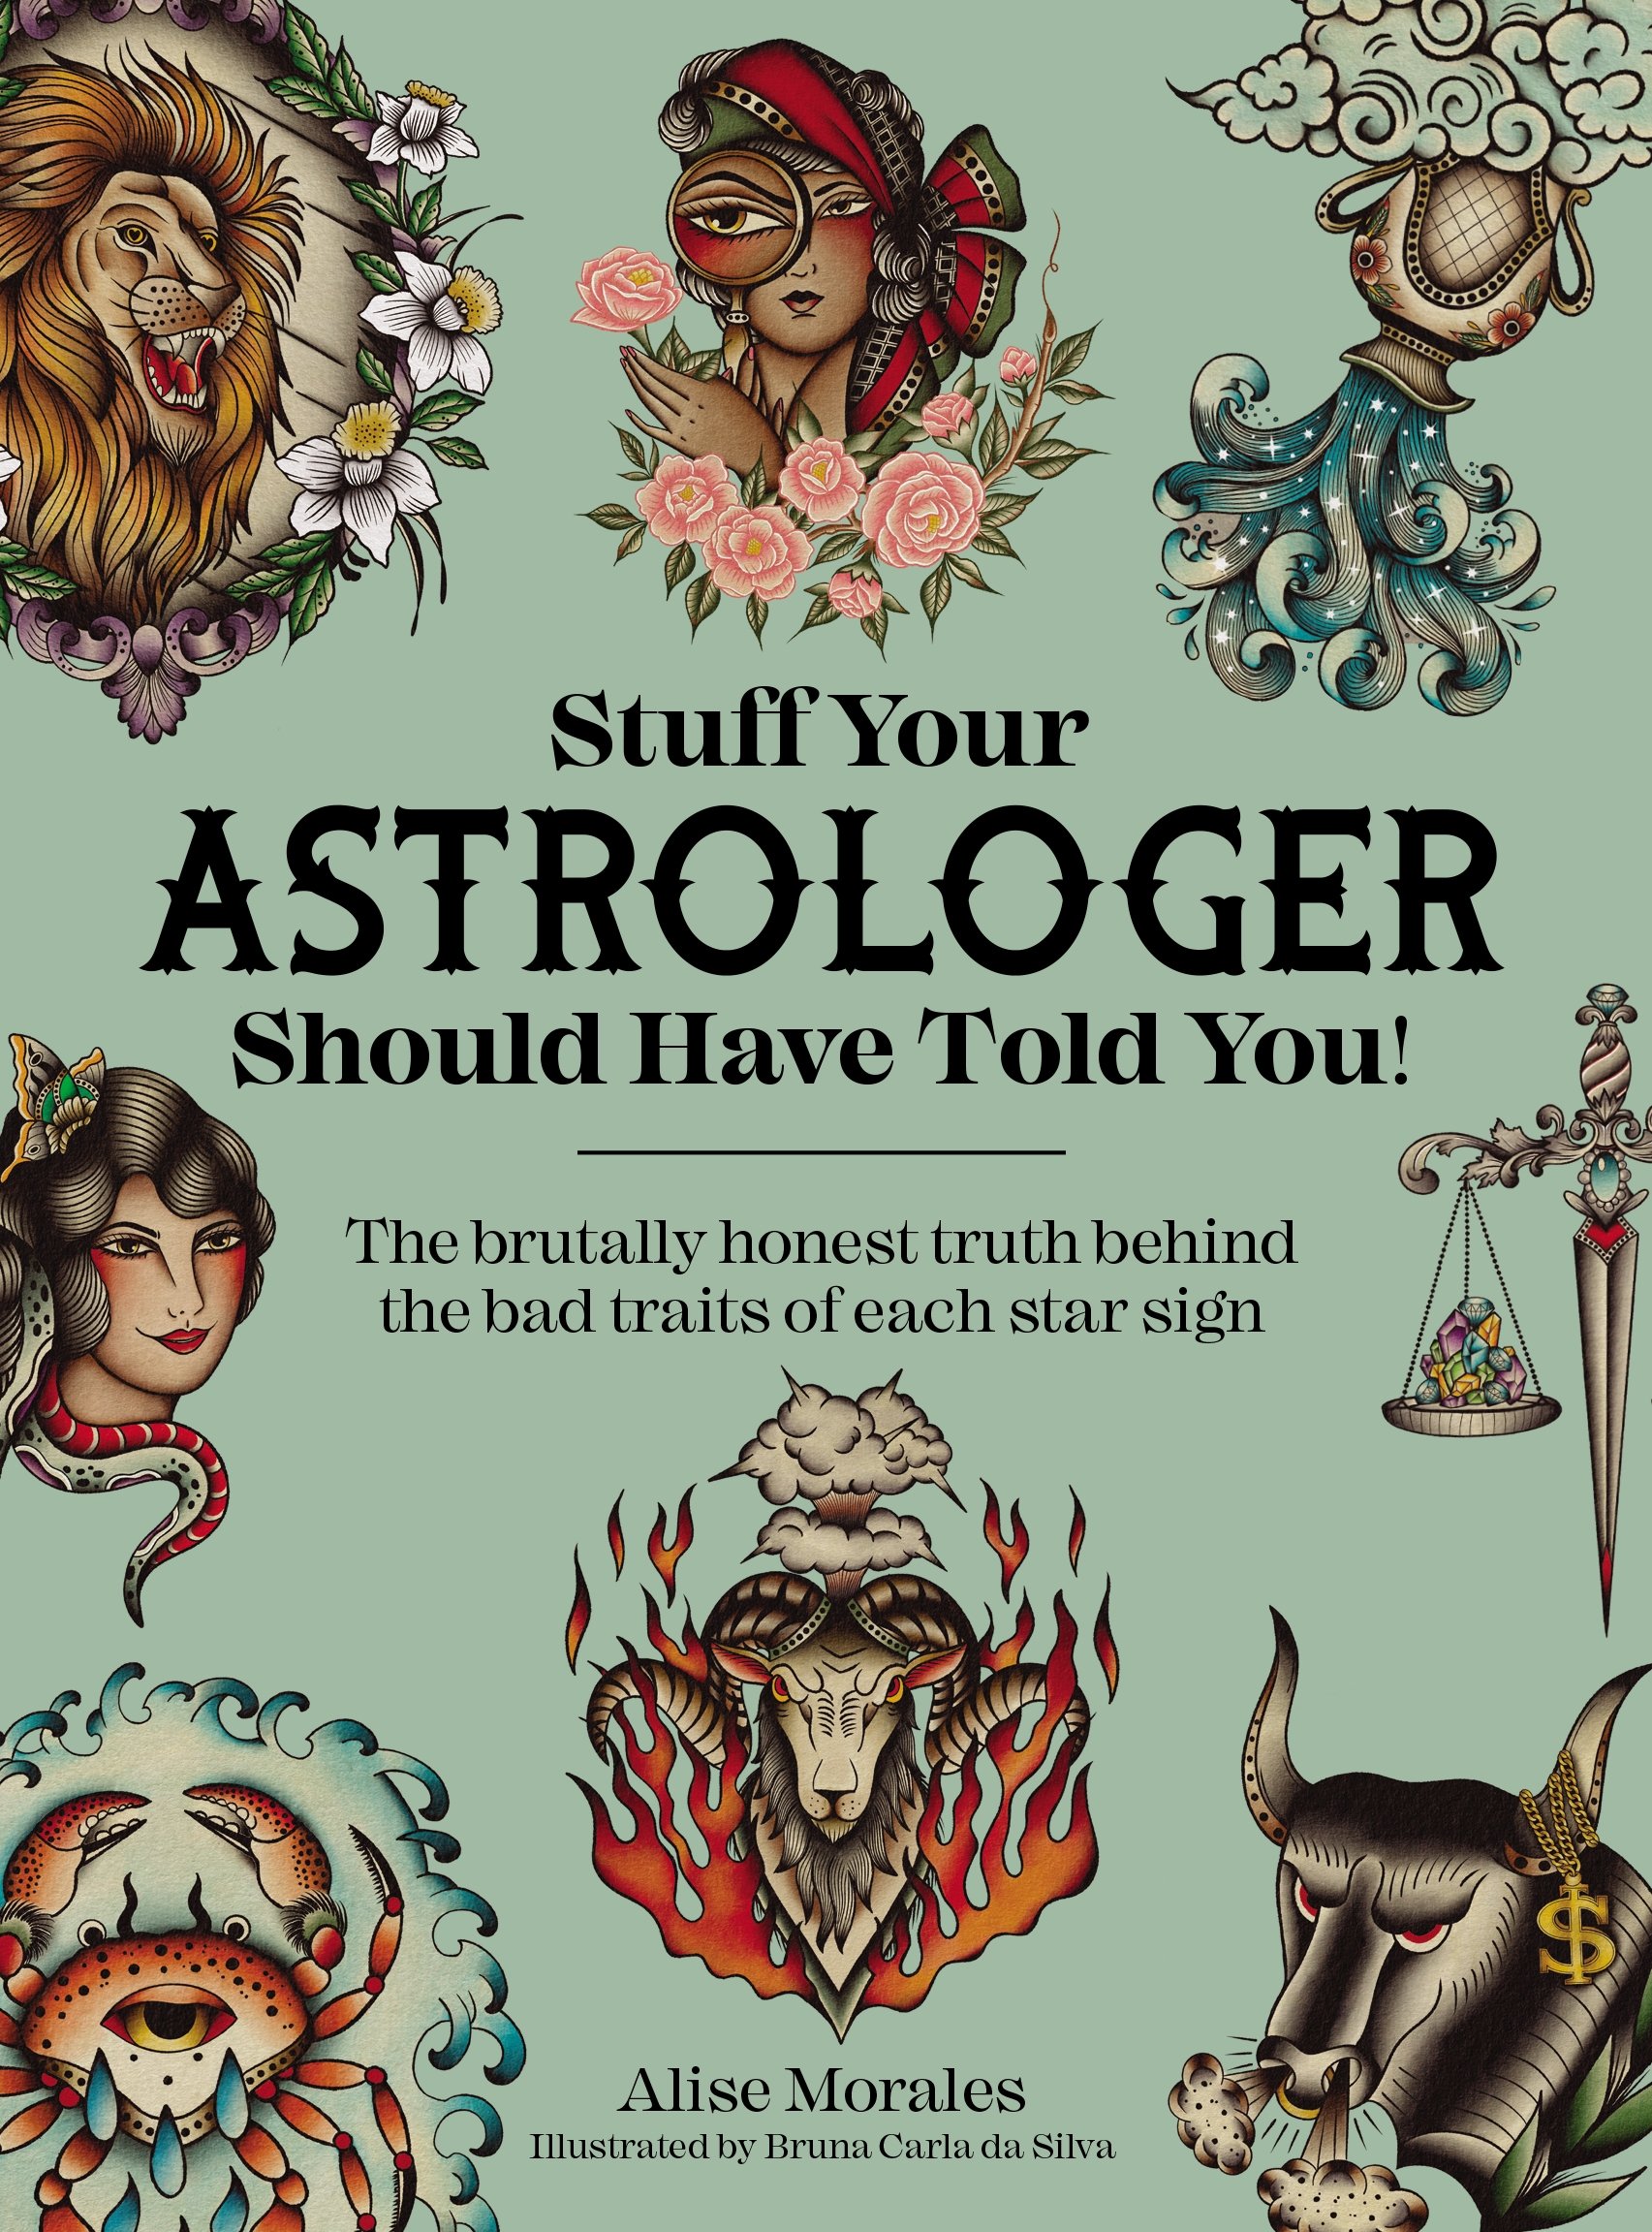 Stuff Your
ASTROLOGER
Should Have Told You!
The brutally honest truth behind
the bad traits of each star sign
Alise Morales
Illustrated by Bruna Carla da Silva